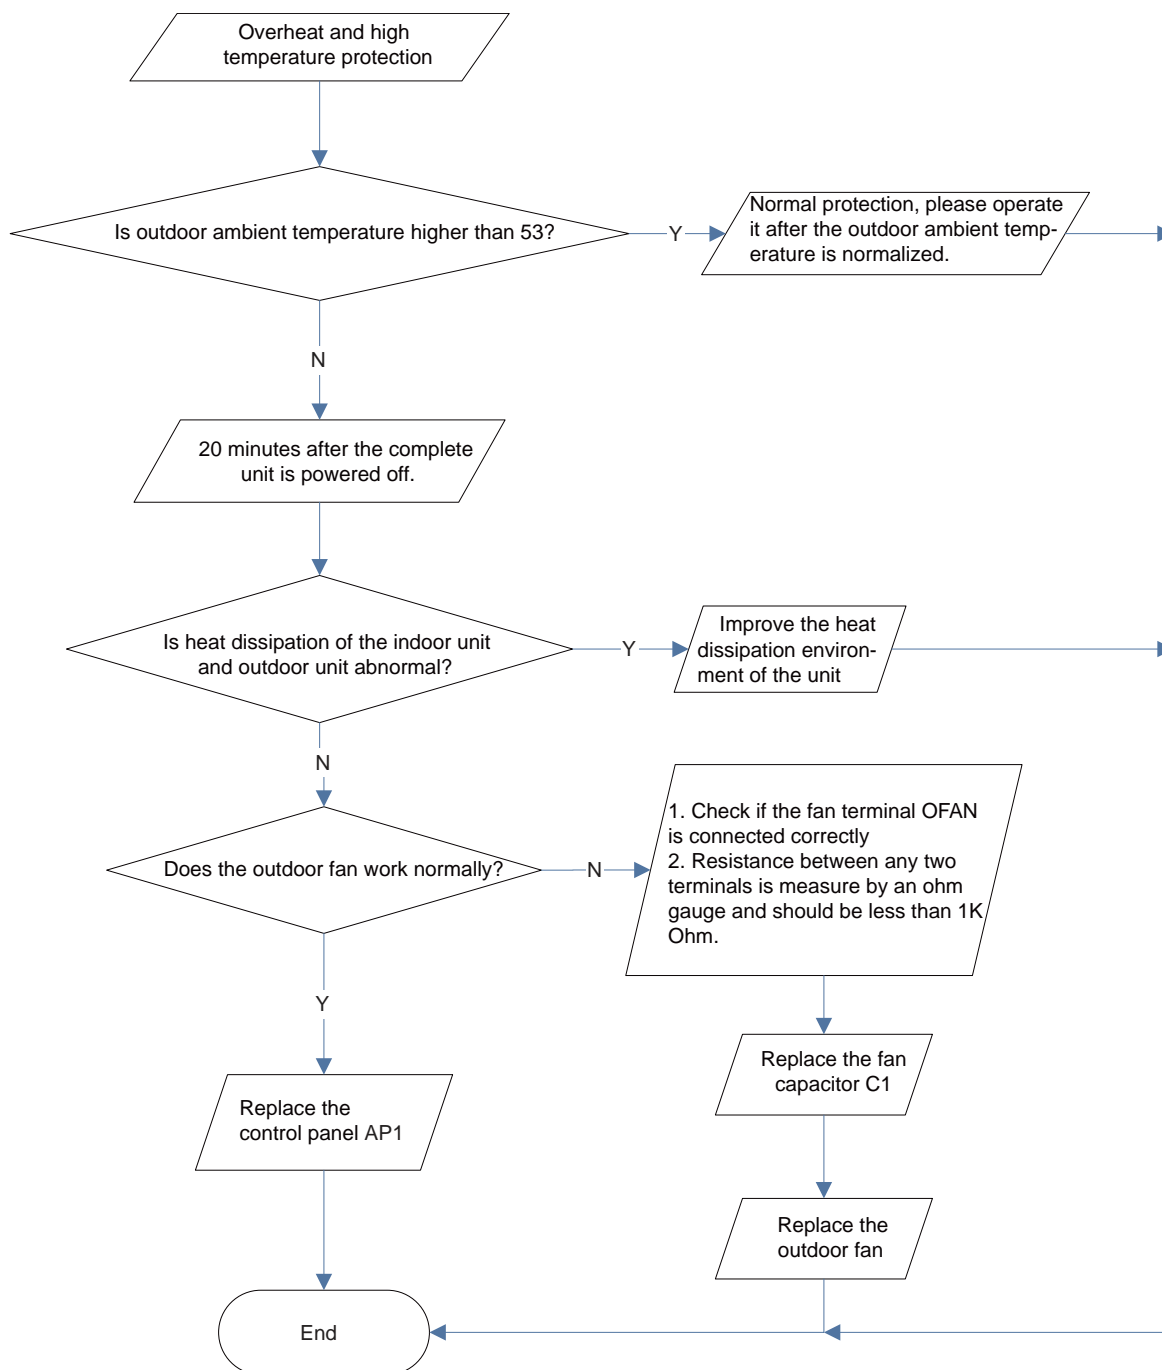 Overheat and high
temperature protection
Is outdoor ambient temperature higher than 53?
Y
Normal protection, please operate
it after the outdoor ambient temp-
erature is normalized.
N
20 minutes after the complete
unit is powered off.
Is heat dissipation of the indoor unit
and outdoor unit abnormal?
Y
Improve the heat
dissipation environ-
ment of the unit
N
Does the outdoor fan work normally?
N
1. Check if the fan terminal OFAN
is connected correctly
2. Resistance between any two
terminals is measure by an ohm
gauge and should be less than 1K
Ohm.
Y
Replace the fan
capacitor C1
Replace the
control panel AP1
Replace the
outdoor fan
End